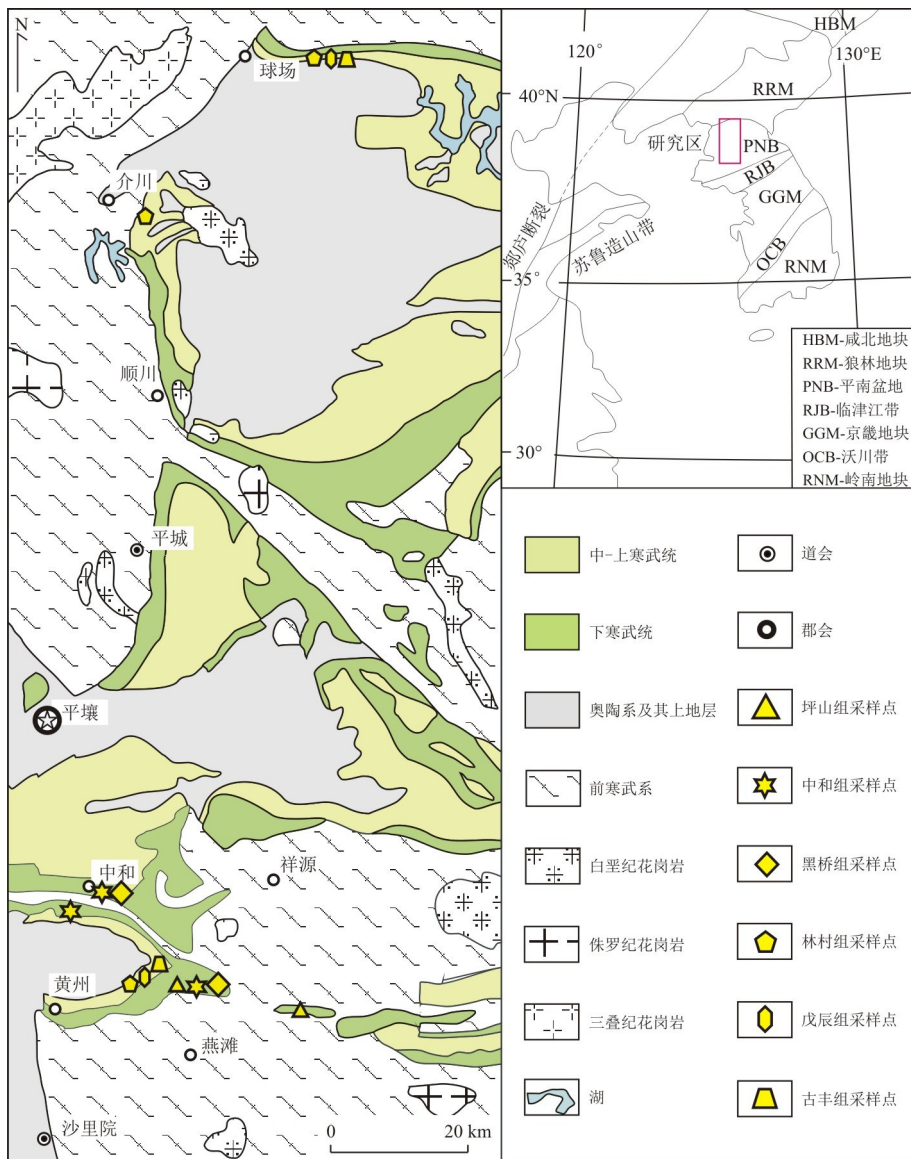 N
球场
介川
顺川
平城
平壤
中和
祥源
黄州
燕滩
沙里院
0 20 km
120°
130°E
HBM
40°N
RRM
研究区
PNB
RJB
GGM
郯庐断裂
苏鲁造山带
OCB
RNM
35°
30°
HBM-咸北地块
RRM-狼林地块
PNB-平南盆地
RJB-临津江带
GGM-京畿地块
OCB-沃川带
RNM-岭南地块
中-上寒武统
道会
下寒武统
郡会
奥陶系及其上地层
坪山组采样点
前寒武系
中和组采样点
白垩纪花岗岩
黑桥组采样点
侏罗纪花岗岩
林村组采样点
三叠纪花岗岩
戊辰组采样点
湖
古丰组采样点